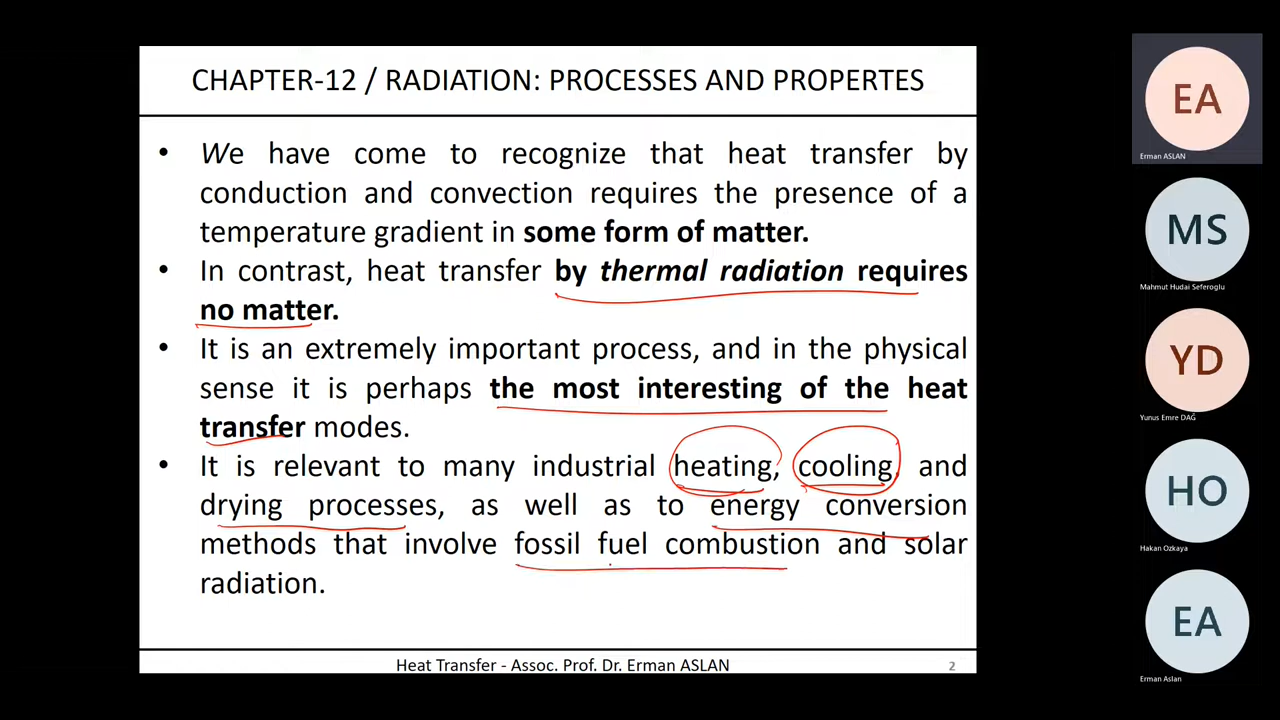 CHAPTER-12 / RADIATION: PROCESSES AND PROPERTES
• We have come to recognize that heat transfer by
conduction and convection requires the presence of a
temperature gradient in some form of matter.
• In contrast, heat transfer by thermal radiation requires
no matter.
• It is an extremely important process, and in the physical
sense it is perhaps the most interesting of the heat
transfer modes.
• It is relevant to many industrial heating, cooling, and
drying processes, as well as to energy conversion
methods that involve fossil fuel combustion and solar
radiation.
Heat Transfer - Assoc. Prof. Dr. Erman ASLAN
2
EA
Erman ASLAN
MS
Mahmut Hudai Seferoglu
YD
Yunus Emre DAĞ
HO
Hakan Ozkaya
EA
Erman Aslan